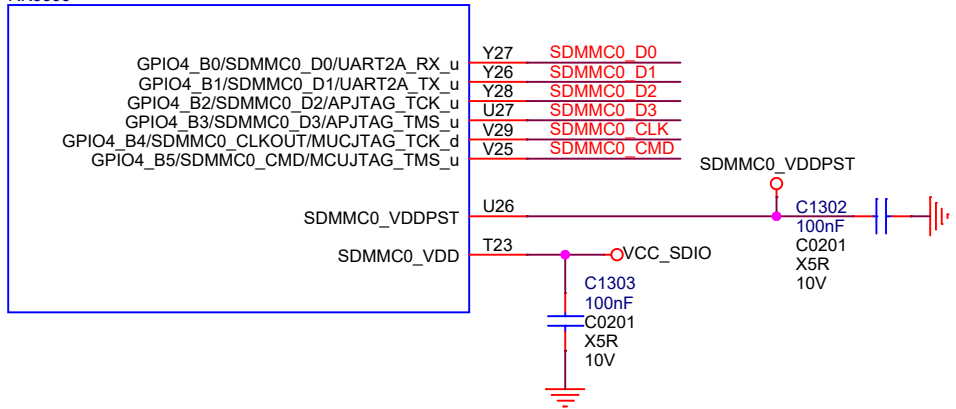 GPIO4_B0/SDMMC0_D0/UART2A_RX_u Y27 SDMMC0_D0
GPIO4_B1/SDMMC0_D1/UART2A_TX_u Y26 SDMMC0_D1
GPIO4_B2/SDMMC0_D2/APJTAG_TCK_u Y28 SDMMC0_D2
GPIO4_B3/SDMMC0_D3/APJTAG_TMS_u U27 SDMMC0_D3
GPIO4_B4/SDMMC0_CLKOUT/MUCJTAG_TCK_d V29 SDMMC0_CLK
GPIO4_B5/SDMMC0_CMD/MCUJTAG_TMS_u V25 SDMMC0_CMD
SDMMC0_VDDPST
SDMMC0_VDDPST U26
C1302
100nF
C0201
X5R
10V
SDMMC0_VDD T23 VCC_SDIO
C1303
100nF
C0201
X5R
10V